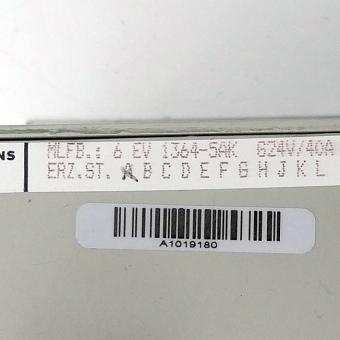 NS MLFB.: 6 EV 1364-5AK G24V/40A
ERZ.ST. A B C D E F G H J K L
A1019180